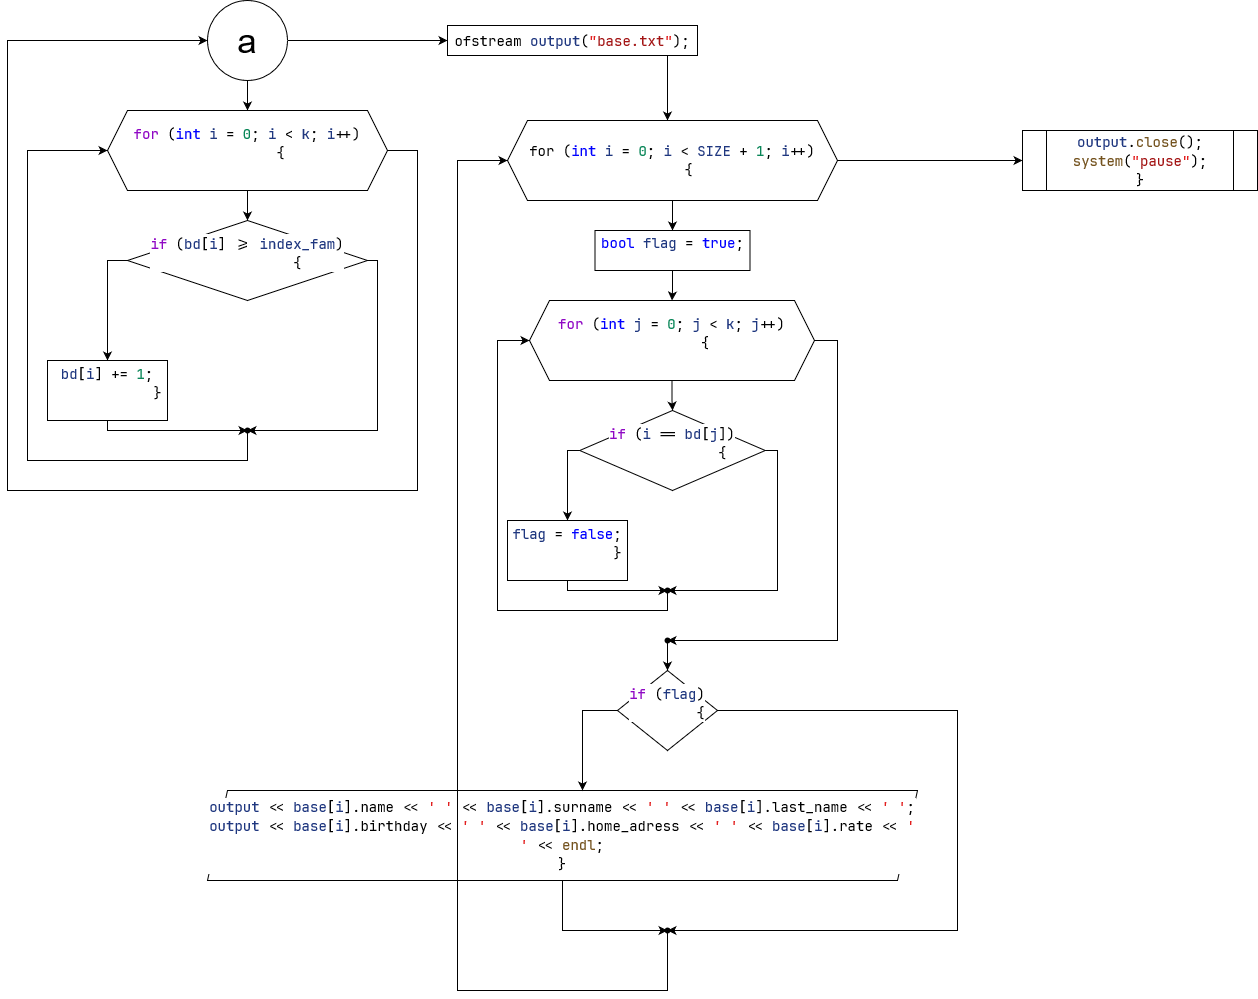 a
ofstream output("base.txt");
for (int i = 0; i < k; i++)
{
if (bd[i] >= index_fam)
{
bd[i] += 1;
}
for (int i = 0; i < SIZE + 1; i++)
{
output.close();
system("pause");
}
bool flag = true;
for (int j = 0; j < k; j++)
{
if (i == bd[j])
{
flag = false;
}
if (flag)
{
output << base[i].name << ' ' << base[i].surname << ' ' << base[i].last_name << ' ';
output << base[i].birthday << ' ' << base[i].home_adress << ' ' << base[i].rate << '
' << endl;
}